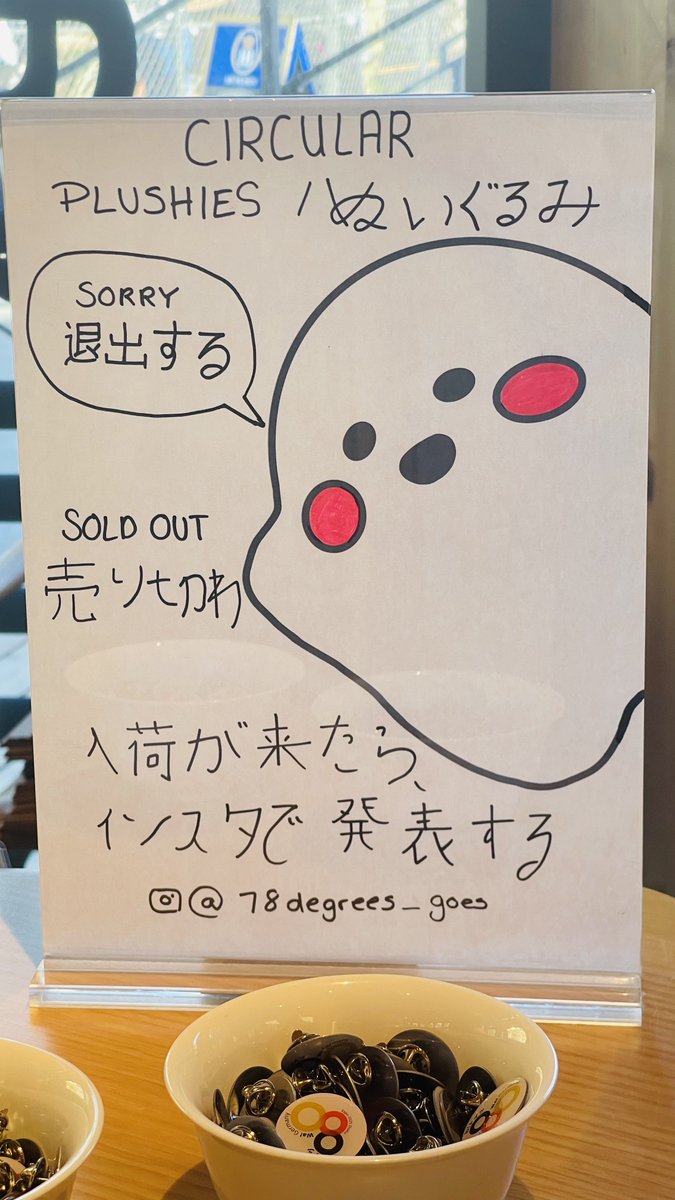 CIRCULAR
PLUSHIES / ぬいぐるみ
SORRY
退出する
SOLD OUT
売り切れ
入荷が来たら、
インスタで 発表する
@ 78degrees_goes